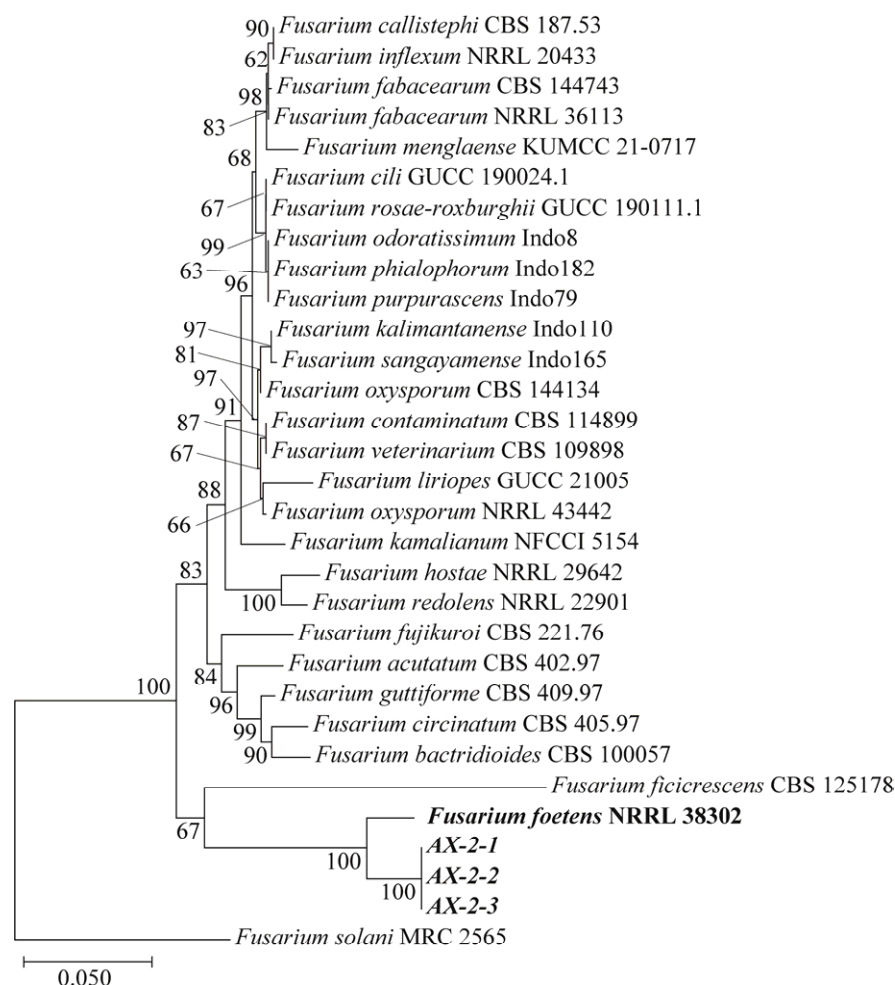 90
Fusarium callistephi CBS 187.53
62
Fusarium inflexum NRRL 20433
98
Fusarium fabacearum CBS 144743
83
Fusarium fabacearum NRRL 36113
68
Fusarium menglaense KUMCC 21-0717
Fusarium cili GUCC 190024.1
67
Fusarium rosae-roxburghii GUCC 190111.1
99
Fusarium odoratissimum Indo8
63
Fusarium phialophorum Indo182
96
Fusarium purpurascens Indo79
97
Fusarium kalimantanense Indo110
81
Fusarium sangayamense Indo165
97
Fusarium oxysporum CBS 144134
91
87
Fusarium contaminatum CBS 114899
67
Fusarium veterinarium CBS 109898
88
Fusarium liriopes GUCC 21005
66
Fusarium oxysporum NRRL 43442
Fusarium kamalianum NFCCI 5154
83
Fusarium hostae NRRL 29642
100
Fusarium redolens NRRL 22901
Fusarium fujikuroi CBS 221.76
84
Fusarium acutatum CBS 402.97
100
96
Fusarium guttiforme CBS 409.97
99
Fusarium circinatum CBS 405.97
90
Fusarium bactridioides CBS 100057
Fusarium ficicrescens CBS 125178
67
Fusarium foetens NRRL 38302
100
AX-2-1
100
AX-2-2
AX-2-3
Fusarium solani MRC 2565
0.050